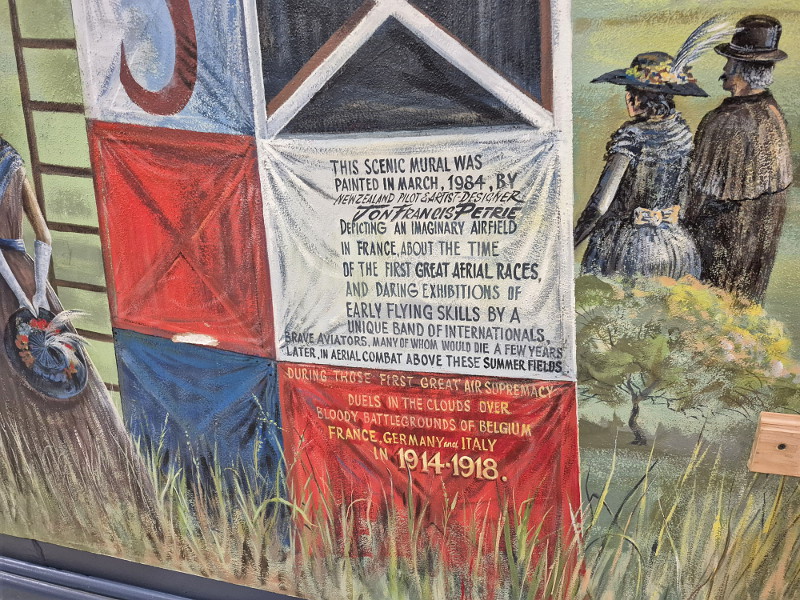 THIS SCENIC MURAL WAS
PAINTED IN MARCH, 1984, BY
NEWZEALAND PILOT & ARTIST-DESIGNER
JON FRANCIS PETRIE
DEPICTING AN IMAGINARY AIRFIELD
IN FRANCE, ABOUT THE TIME
OF THE FIRST GREAT AERIAL RACES,
AND DARING EXHIBITIONS OF
EARLY FLYING SKILLS BY A
UNIQUE BAND OF INTERNATIONALS,
BRAVE AVIATORS, MANY OF WHOM WOULD DIE A FEW YEARS
LATER, IN AERIAL COMBAT ABOVE THESE SUMMER FIELDS
DURING THOSE FIRST GREAT AIR SUPREMACY
DUELS IN THE CLOUDS OVER
BLOODY BATTLEGROUNDS OF BELGIUM
FRANCE, GERMANY and ITALY
IN 1914-1918.